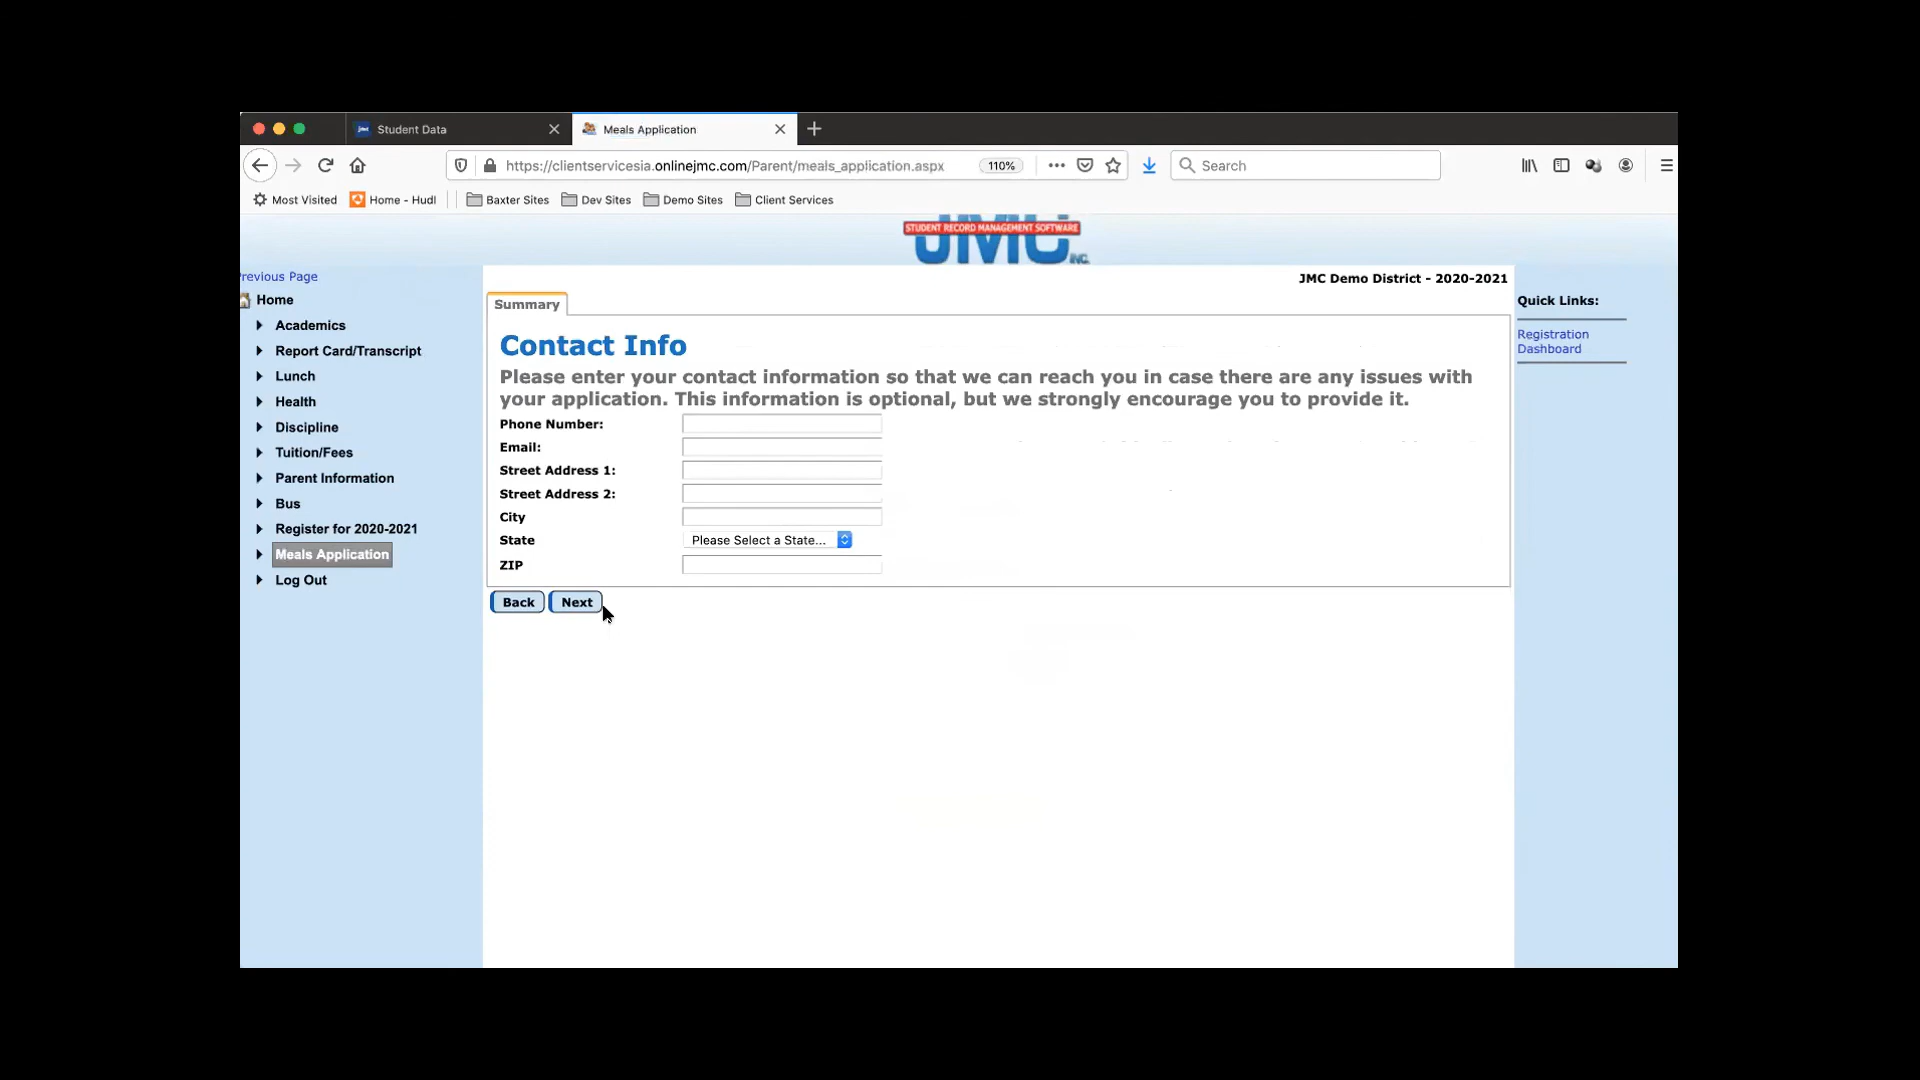 Student Data
Meals Application
https://clientservicesia.onlinejmc.com/Parent/meals_application.aspx
110%
Search
Most Visited
Home - Hudl
Baxter Sites
Dev Sites
Demo Sites
Client Services
STUDENT RECORD MANAGEMENT SOFTWARE
JMC INC.
revious Page
JMC Demo District - 2020-2021
Home
Academics
Report Card/Transcript
Lunch
Health
Discipline
Tuition/Fees
Parent Information
Bus
Register for 2020-2021
Meals Application
Log Out
Summary
Contact Info
Please enter your contact information so that we can reach you in case there are any issues with
your application. This information is optional, but we strongly encourage you to provide it.
Phone Number:
Email:
Street Address 1:
Street Address 2:
City
State Please Select a State...
ZIP
Back Next
Quick Links:
Registration
Dashboard